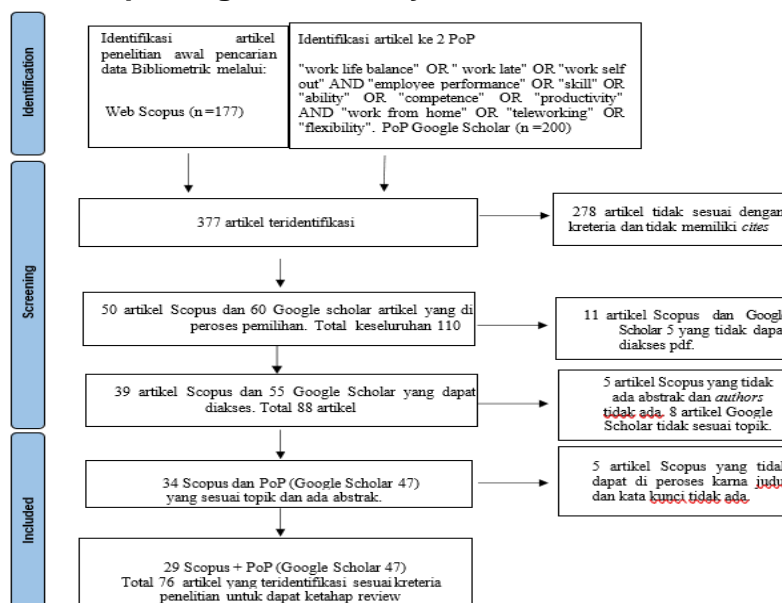 Identification
Identifikasi artikel
penelitian awal pencarian
data Bibliometrik melalui:
Web Scopus (n =177)
Identifikasi artikel ke 2 PoP
"work life balance" OR " work late" OR "work self
out" AND "employee performance" OR "skill" OR
"ability" OR "competence" OR "productivity"
AND "work from home" OR "teleworking" OR
"flexibility". PoP Google Scholar (n =200)
Screening
377 artikel teridentifikasi
278 artikel tidak sesuai dengan
kreteria dan tidak memiliki cites
50 artikel Scopus dan 60 Google scholar artikel yang di
peroses pemilihan. Total keseluruhan 110
11 artikel Scopus dan Google
Scholar 5 yang tidak dapa
diakses pdf.
39 artikel Scopus dan 55 Google Scholar yang dapat
diakses. Total 88 artikel
5 artikel Scopus yang tidak
ada abstrak dan authors
tidak ada. 8 artikel Google
Scholar tidak sesuai topik.
Included
34 Scopus dan PoP (Google Scholar 47)
yang sesuai topik dan ada abstrak.
5 artikel Scopus yang tidak
dapat di peroses karna judu
dan kata kunci tidak ada.
29 Scopus + PoP (Google Scholar 47)
Total 76 artikel yang teridentifikasi sesuai kreteria
penelitian untuk dapat ketahap review